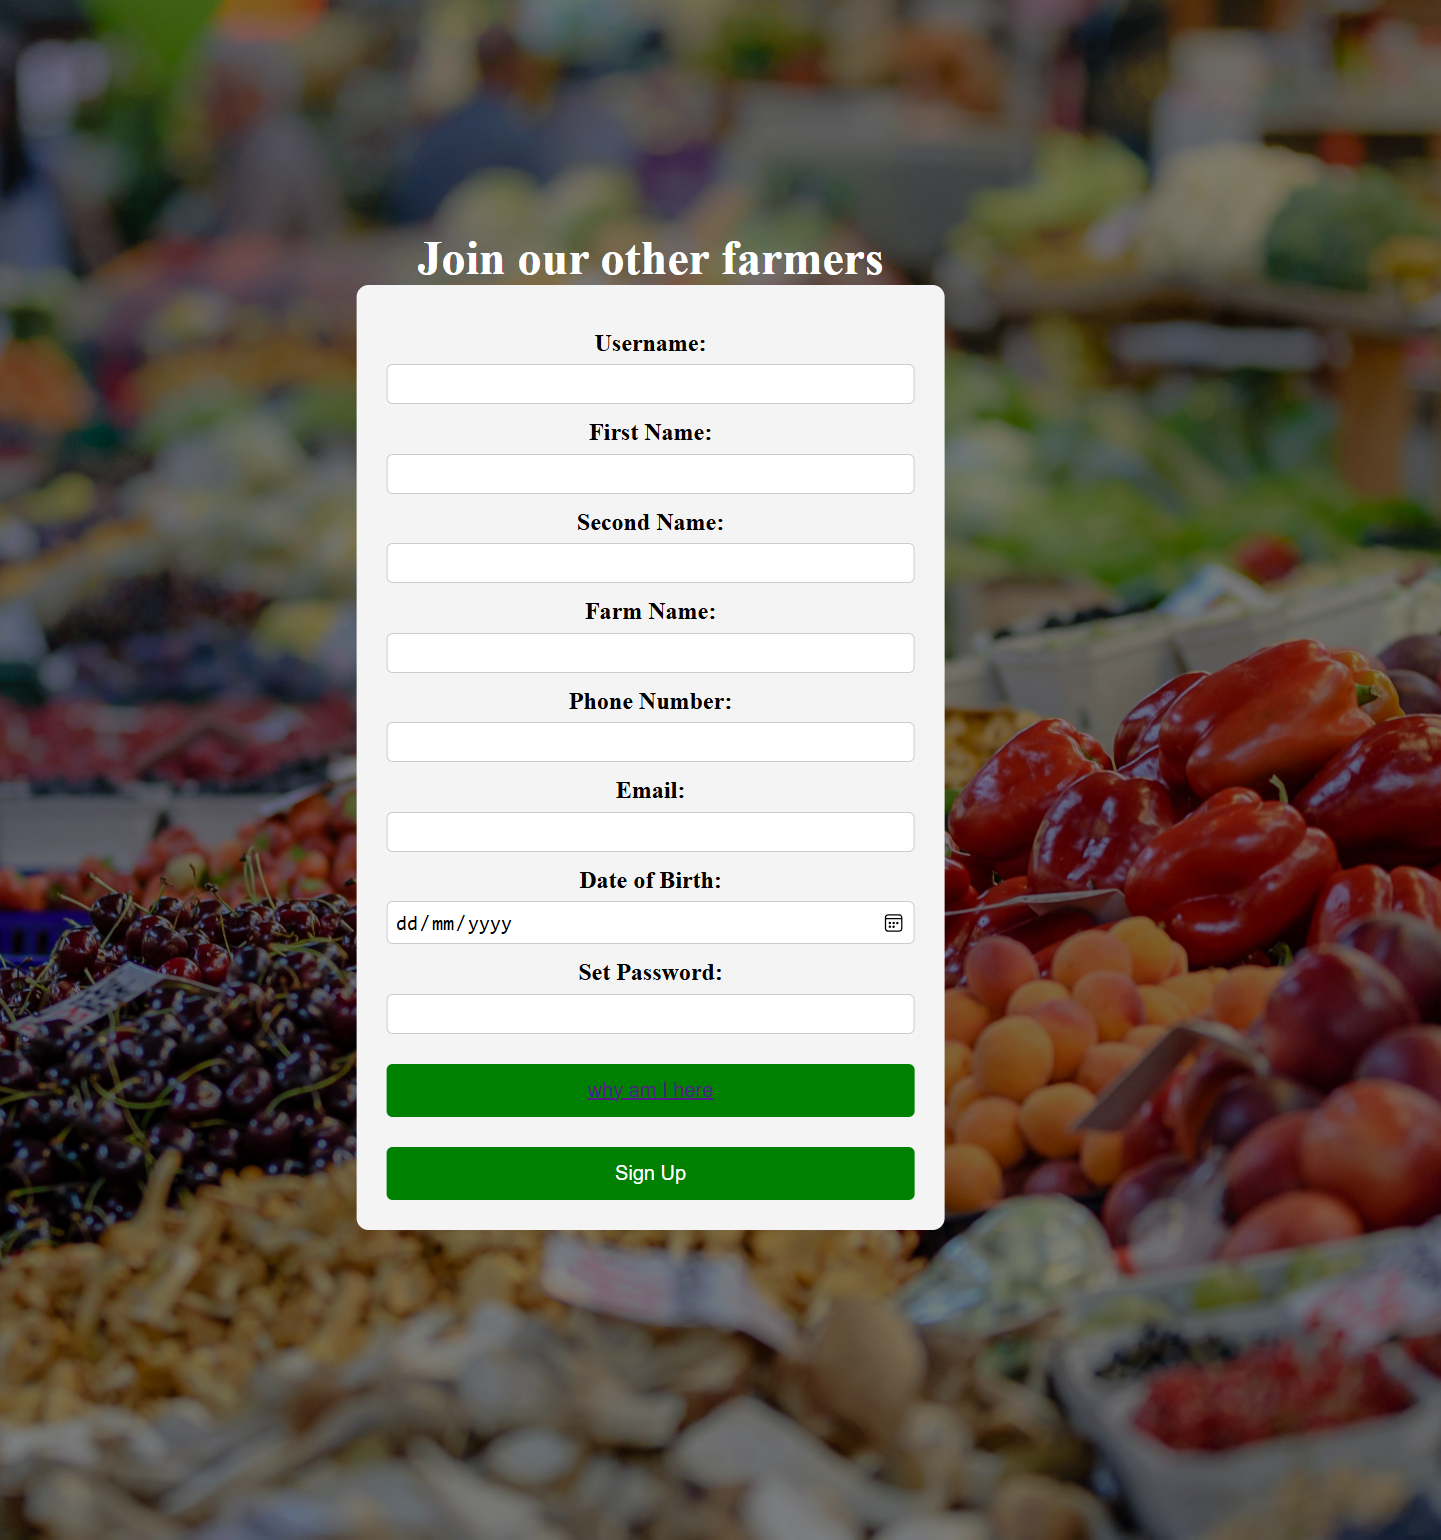 Join our other farmers
Username:
First Name:
Second Name:
Farm Name:
Phone Number:
Email:
Date of Birth:
dd/mm/yyyy
Set Password:
why am I here
Sign Up